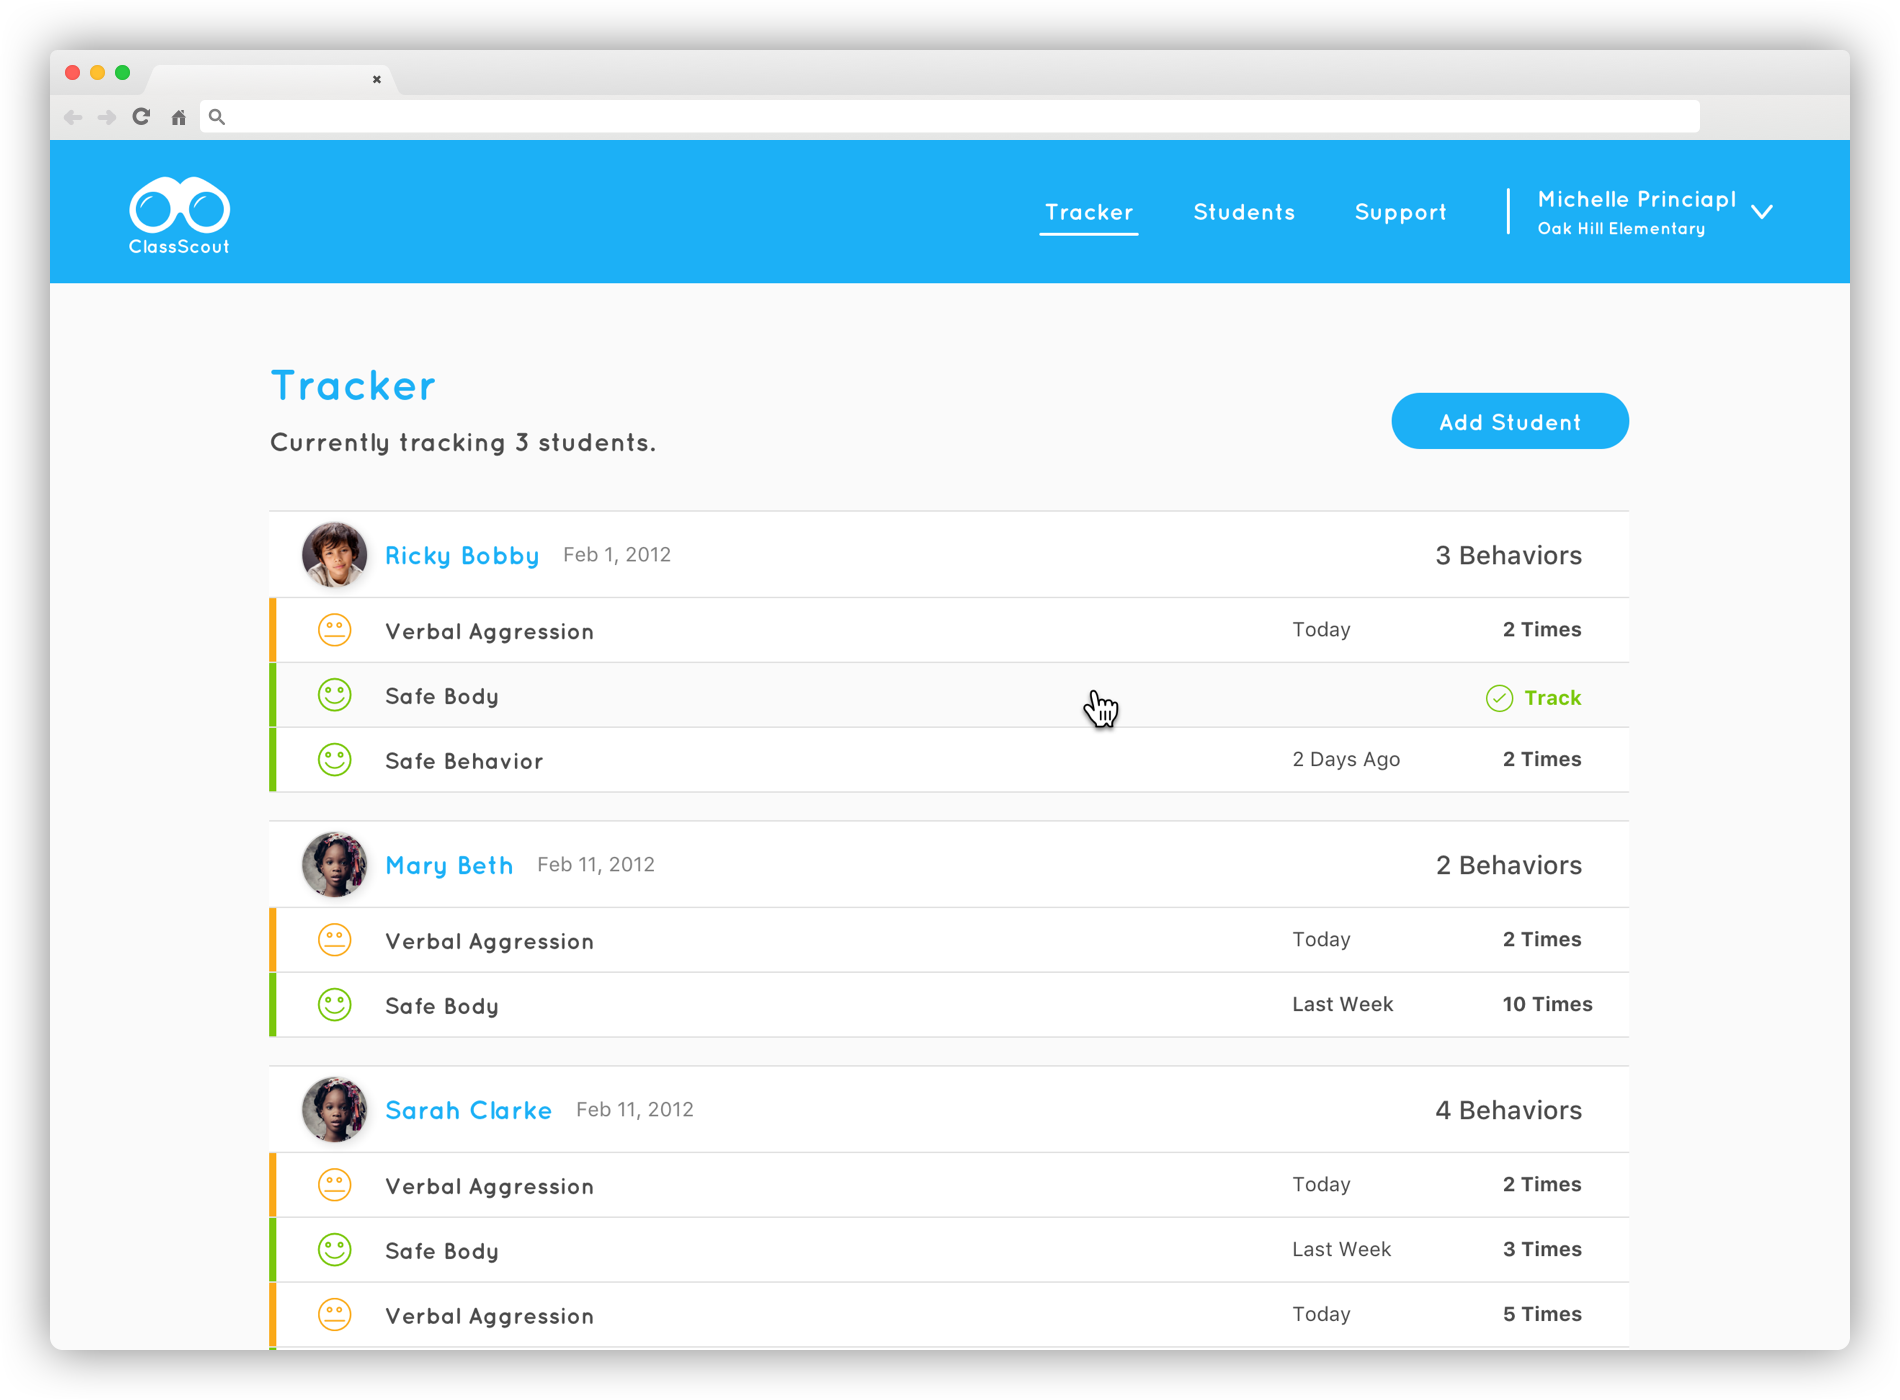 ClassScout
Tracker
Students
Support
Michelle Princiapl
Oak Hill Elementary
Tracker
Currently tracking 3 students.
Add Student
Ricky Bobby Feb 1, 2012 3 Behaviors
Verbal Aggression Today 2 Times
Safe Body Track
Safe Behavior 2 Days Ago 2 Times
Mary Beth Feb 11, 2012 2 Behaviors
Verbal Aggression Today 2 Times
Safe Body Last Week 10 Times
Sarah Clarke Feb 11, 2012 4 Behaviors
Verbal Aggression Today 2 Times
Safe Body Last Week 3 Times
Verbal Aggression Today 5 Times